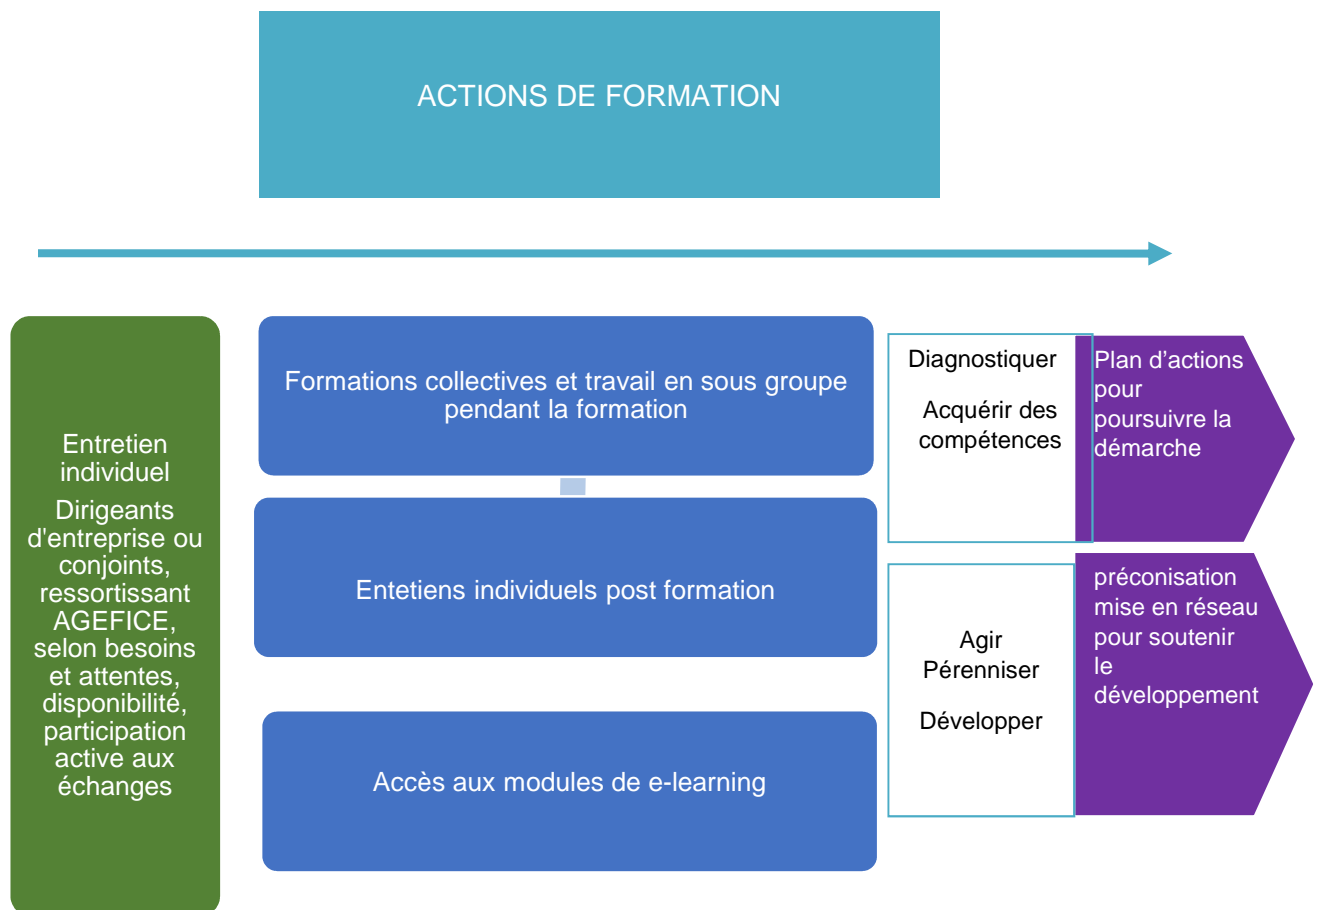 ACTIONS DE FORMATION
Entretien
individuel
Dirigeants
d'entreprise ou
conjoints,
ressortissant
AGEFICE,
selon besoins
et attentes,
disponibilité,
participation
active aux
échanges
Formations collectives et travail en sous groupe
pendant la formation
Entetiens individuels post formation
Accès aux modules de e-learning
Diagnostiquer
Acquérir des
compétences
Plan d’actions
pour
poursuivre la
démarche
Agir
Pérenniser
Développer
préconisation
mise en réseau
pour soutenir
le
développement